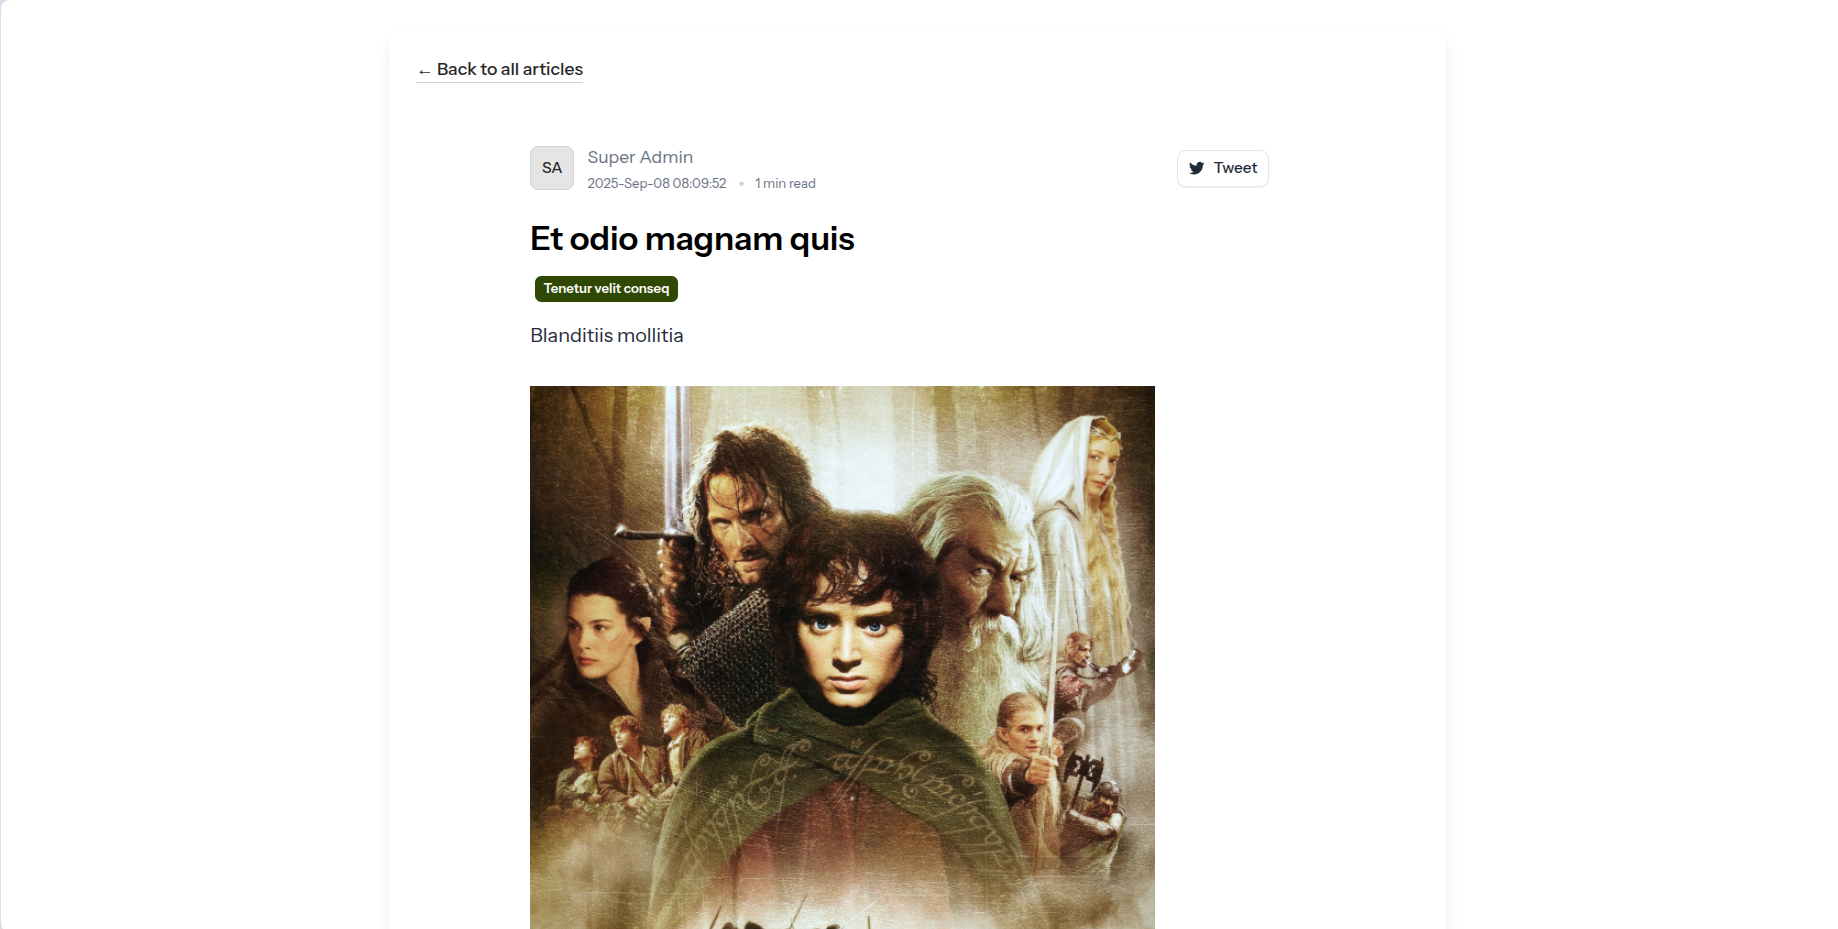 ← Back to all articles
SA
Super Admin
2025-Sep-08 08:09:52 • 1 min read
Tweet
Et odio magnam quis
Tenetur velit conseq
Blanditiis mollitia